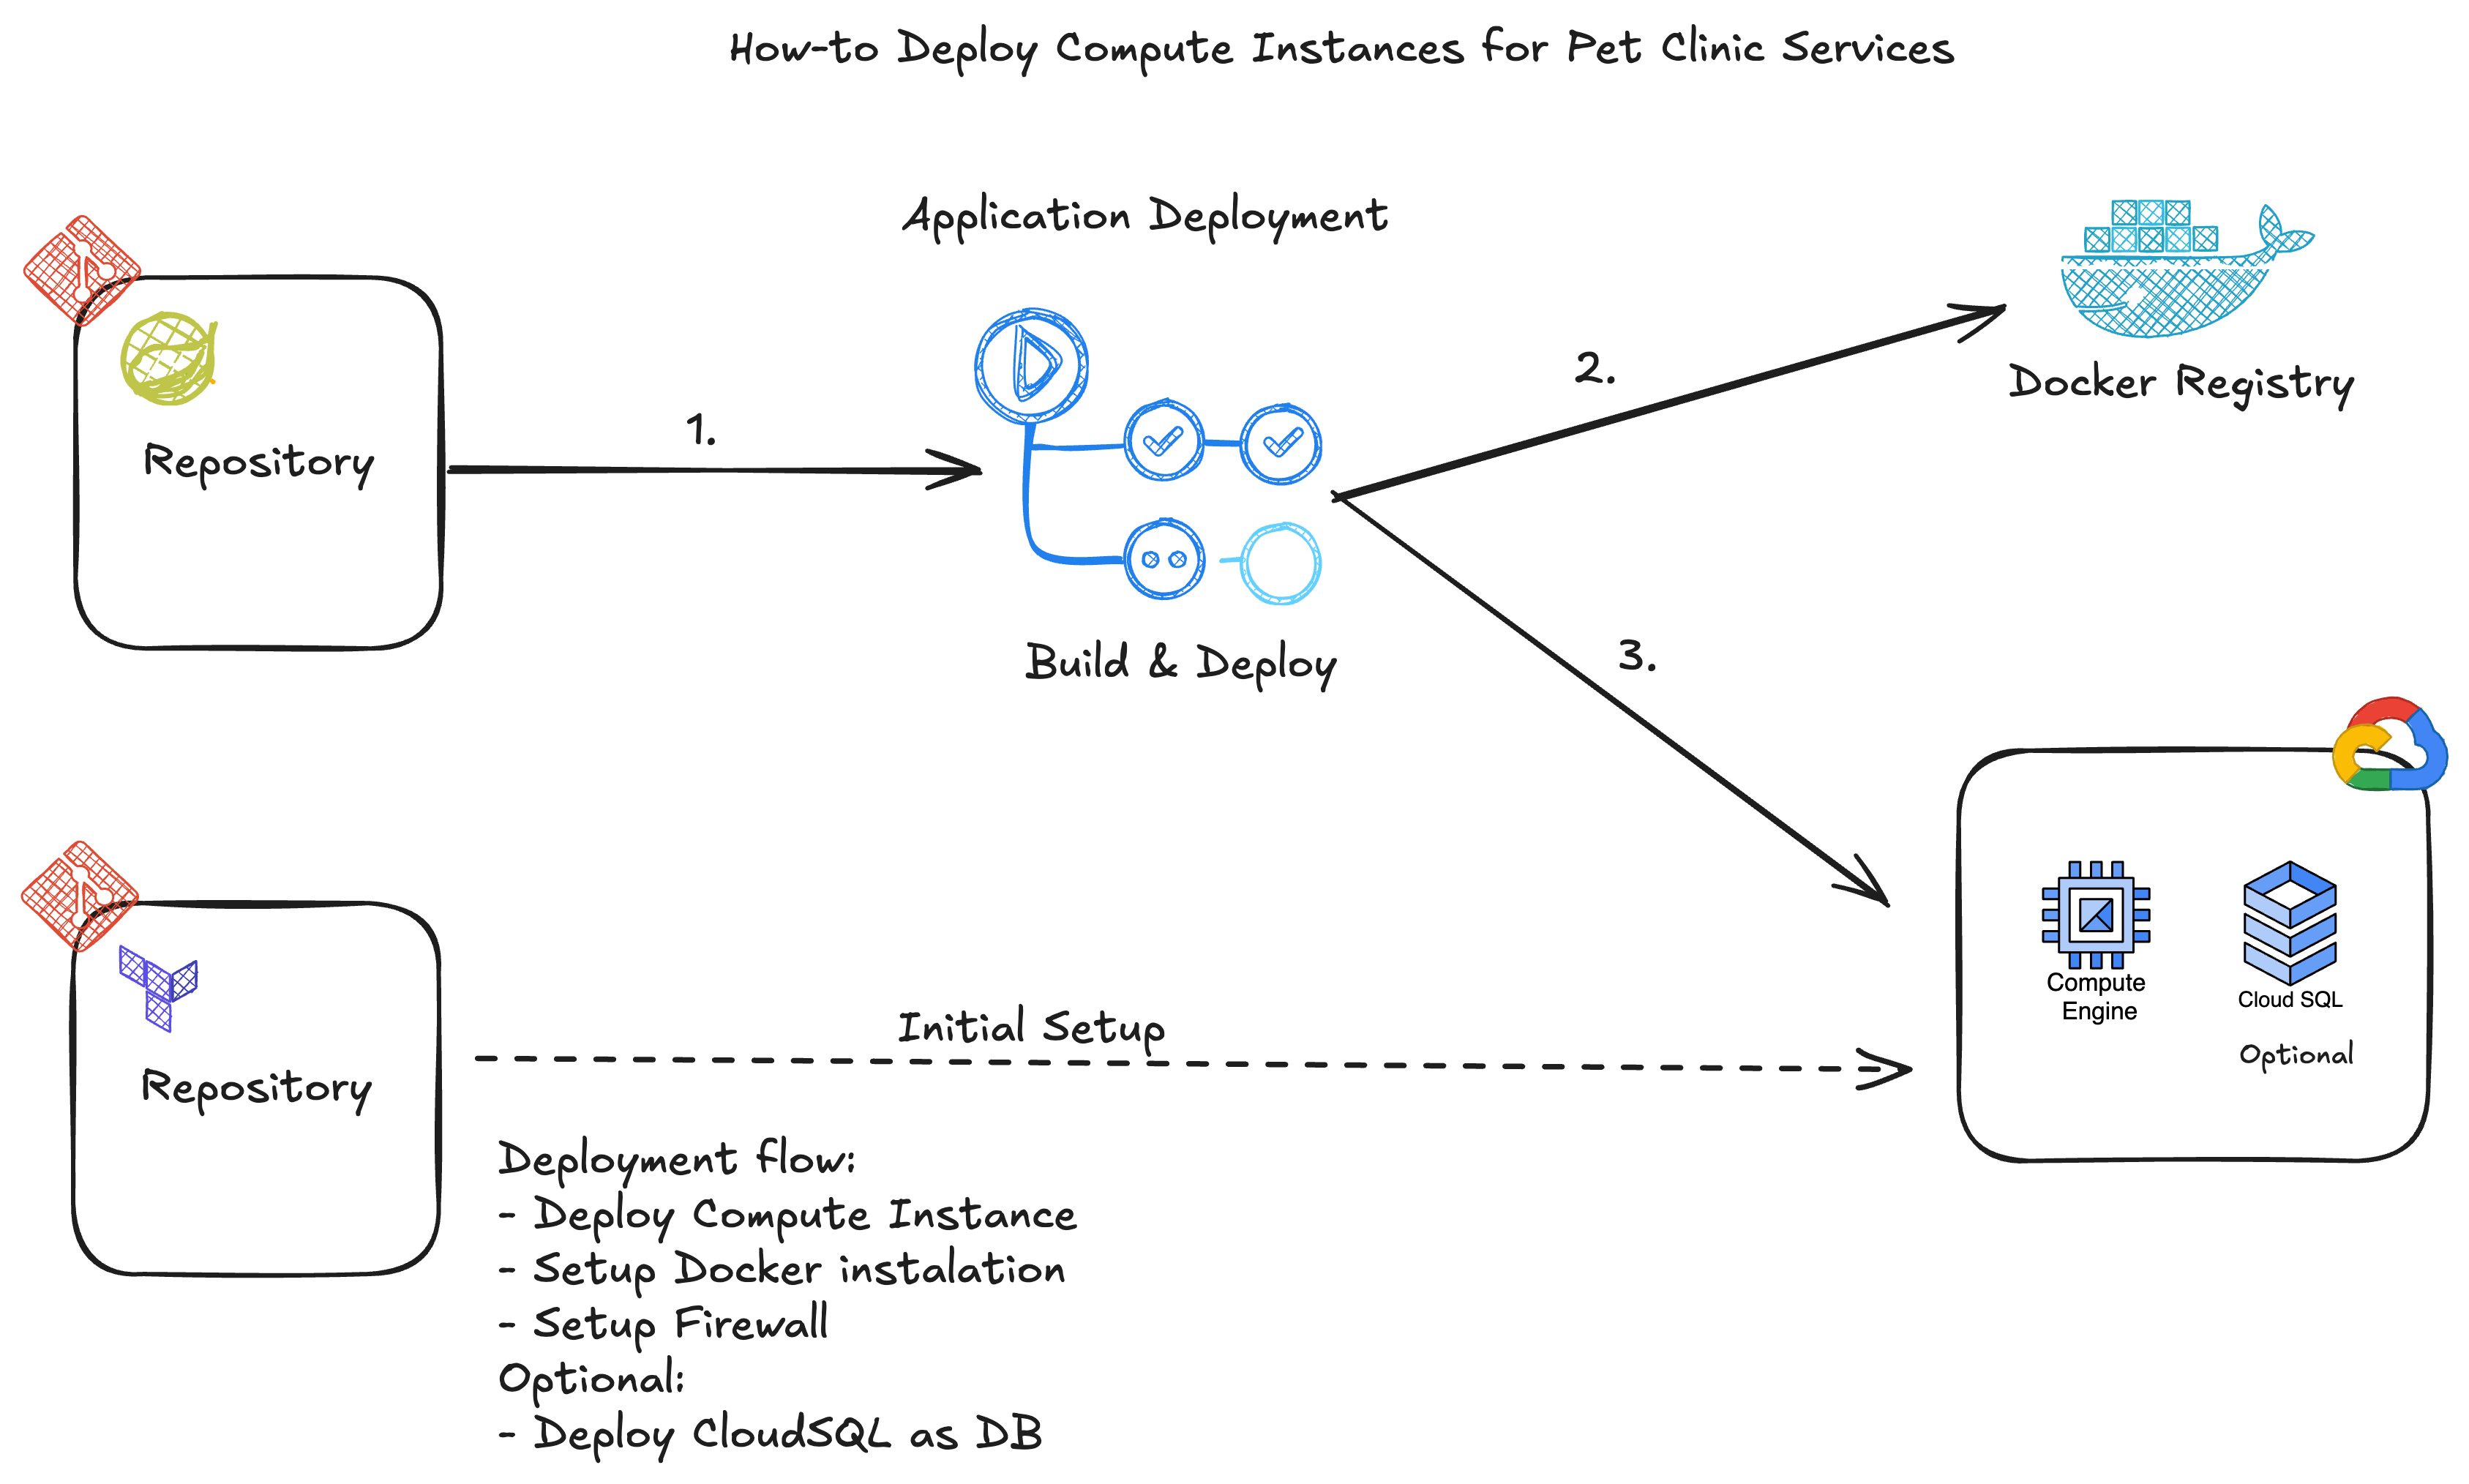 How-to Deploy Compute Instances for Pet Clinic Services
Application Deployment
Repository
1.
Build & Deploy
2.
Docker Registry
3.
Compute
Engine
Cloud SQL
Optional
Repository
Initial Setup
Deployment flow:
- Deploy Compute Instance
- Setup Docker instalation
- Setup Firewall
Optional:
- Deploy CloudSQL as DB